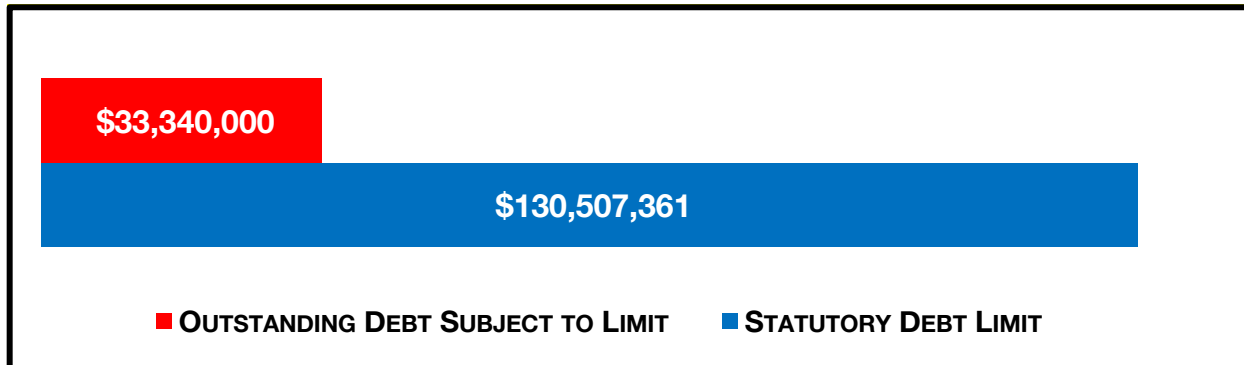 $33,340,000
$130,507,361
OUTSTANDING DEBT SUBJECT TO LIMIT STATUTORY DEBT LIMIT